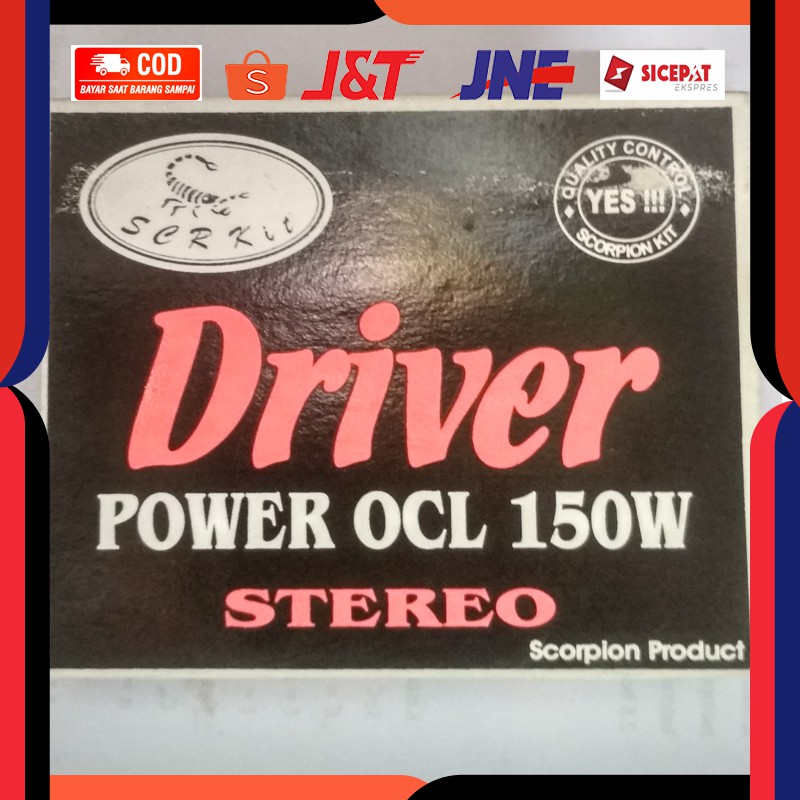 COD
BAYAR SAAT BARANG SAMPAI
S
J&T
JNE
SICEPAT
EKSPRES
SCR Kit
QUALITY CONTROL
YES !!!
SCORPION KIT
Driver
POWER OCL 150W
STEREO
Scorpion Product